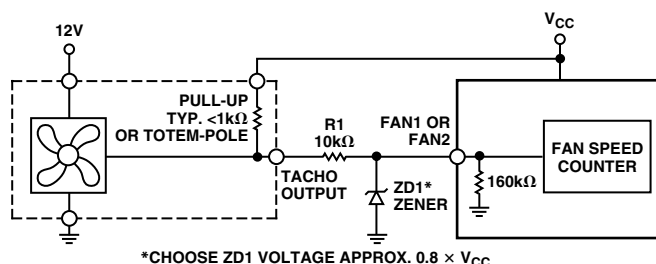 12V
V_CC
PULL-UP
TYP. <1kΩ
OR TOTEM-POLE
R1
10kΩ
FAN1 OR
FAN2
TACHO
OUTPUT
ZD1*
ZENER
160kΩ
FAN SPEED
COUNTER
*CHOOSE ZD1 VOLTAGE APPROX. 0.8 × V_CC